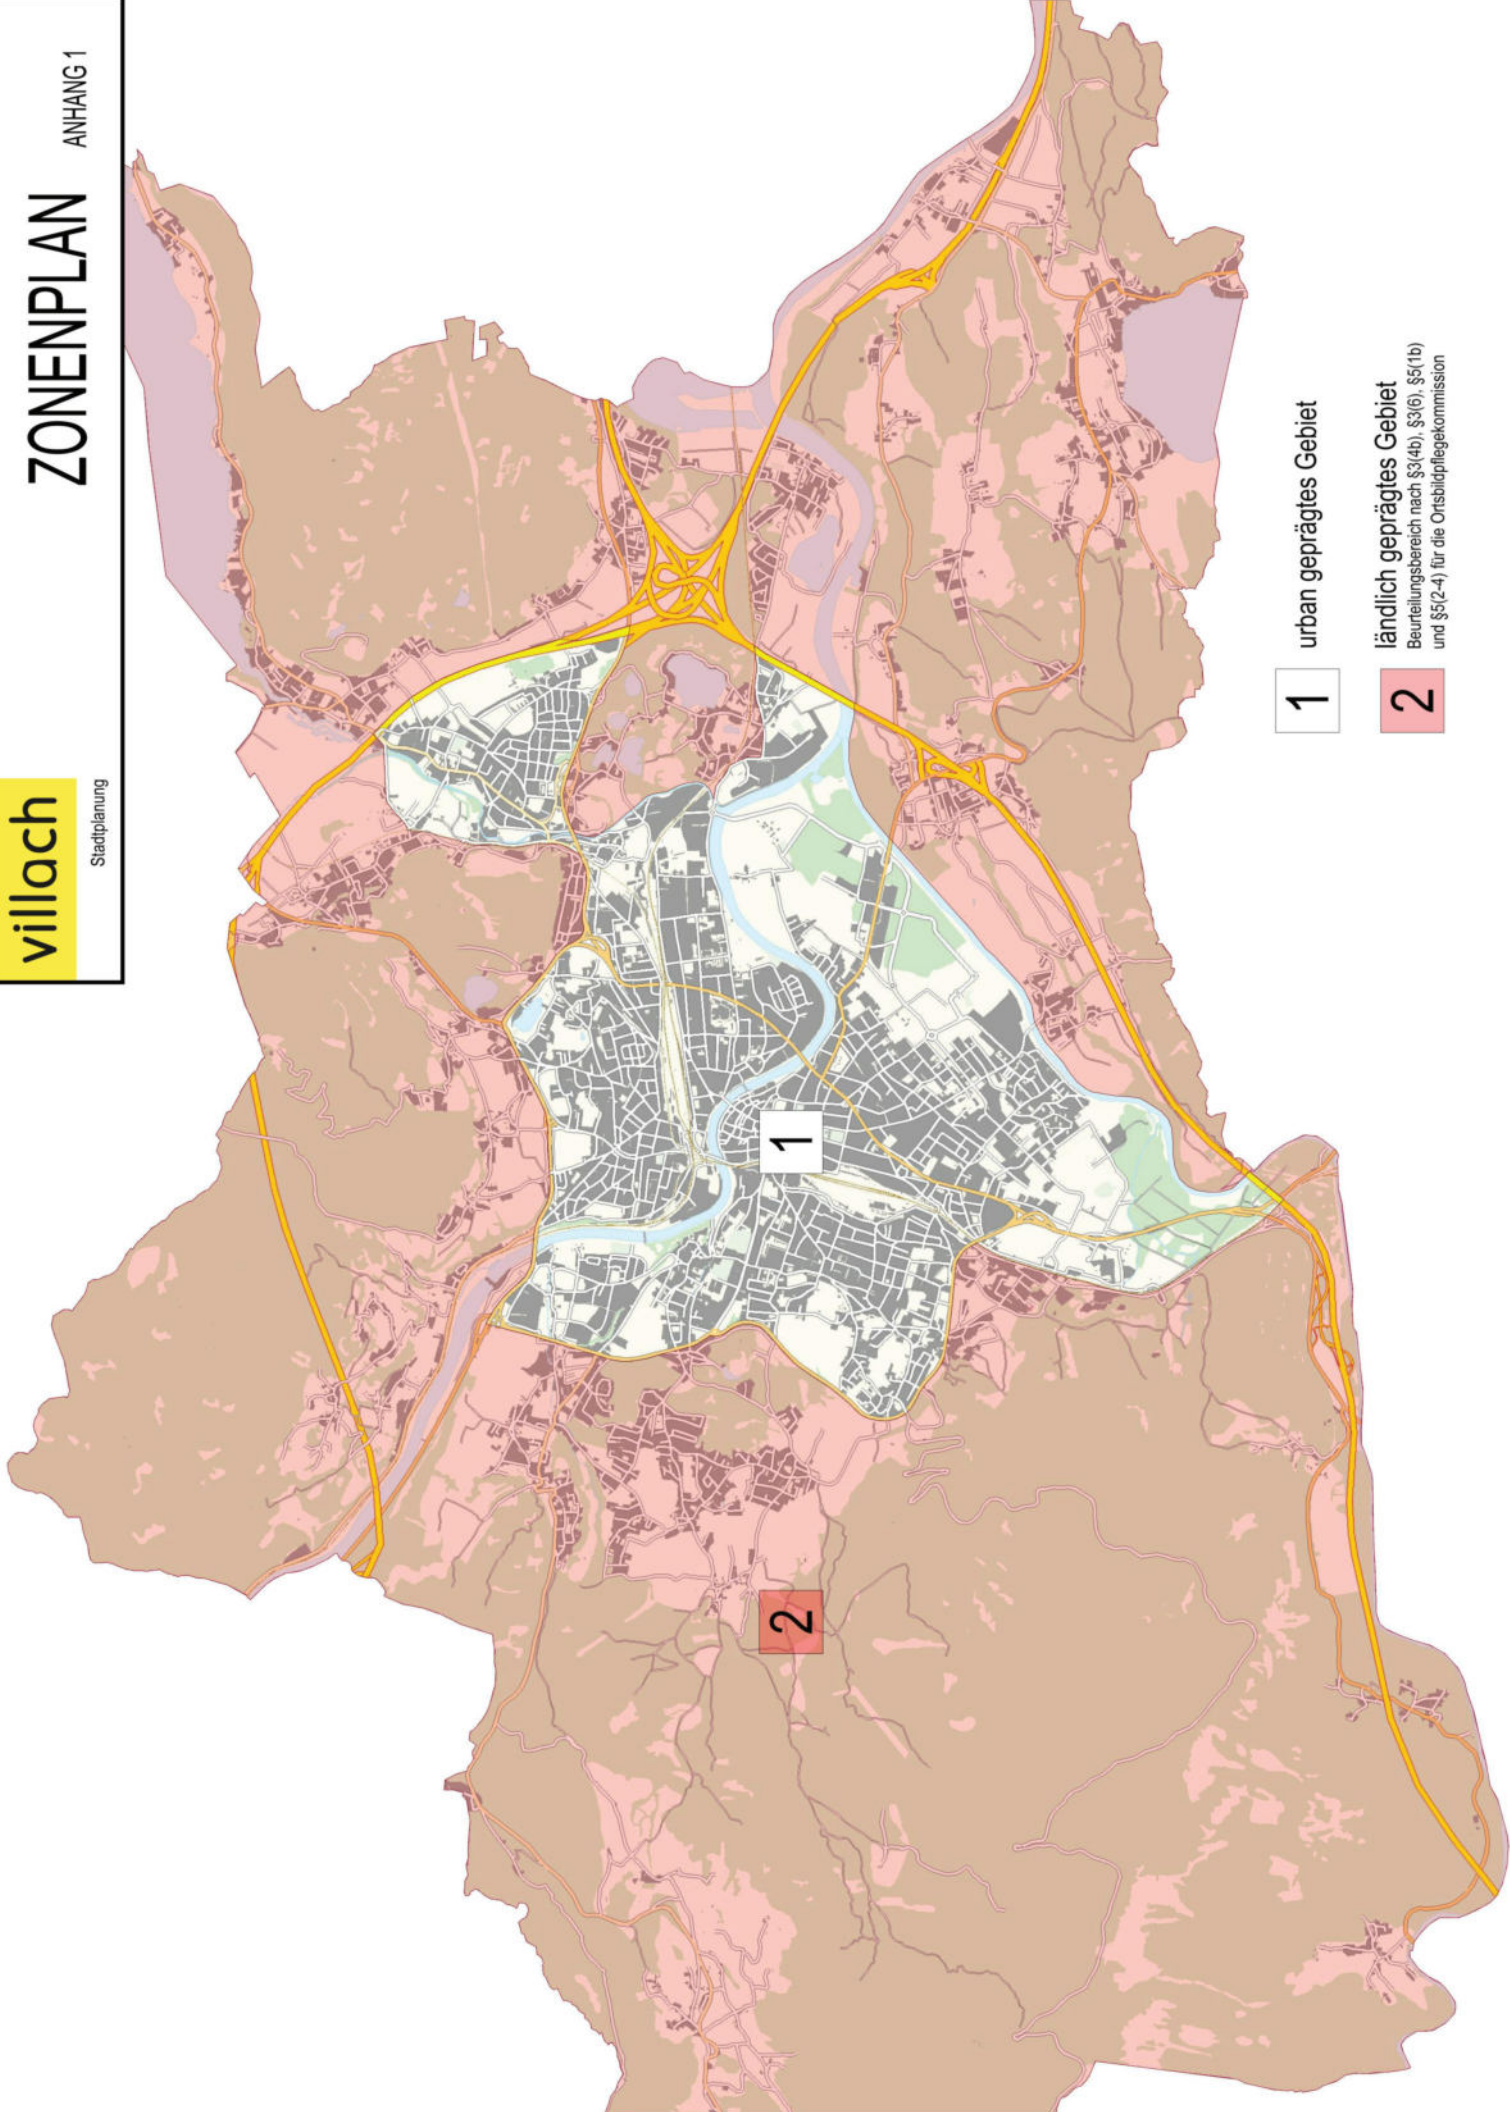 villach
Stadtplanung
ZONENPLAN
ANHANG 1
1
2
1
urban geprägtes Gebiet
2
ländlich geprägtes Gebiet
Beurteilungsbereich nach §3(4b), §3(6), §5(1b)
und §5(2-4) für die Ortsbildpflegekommission